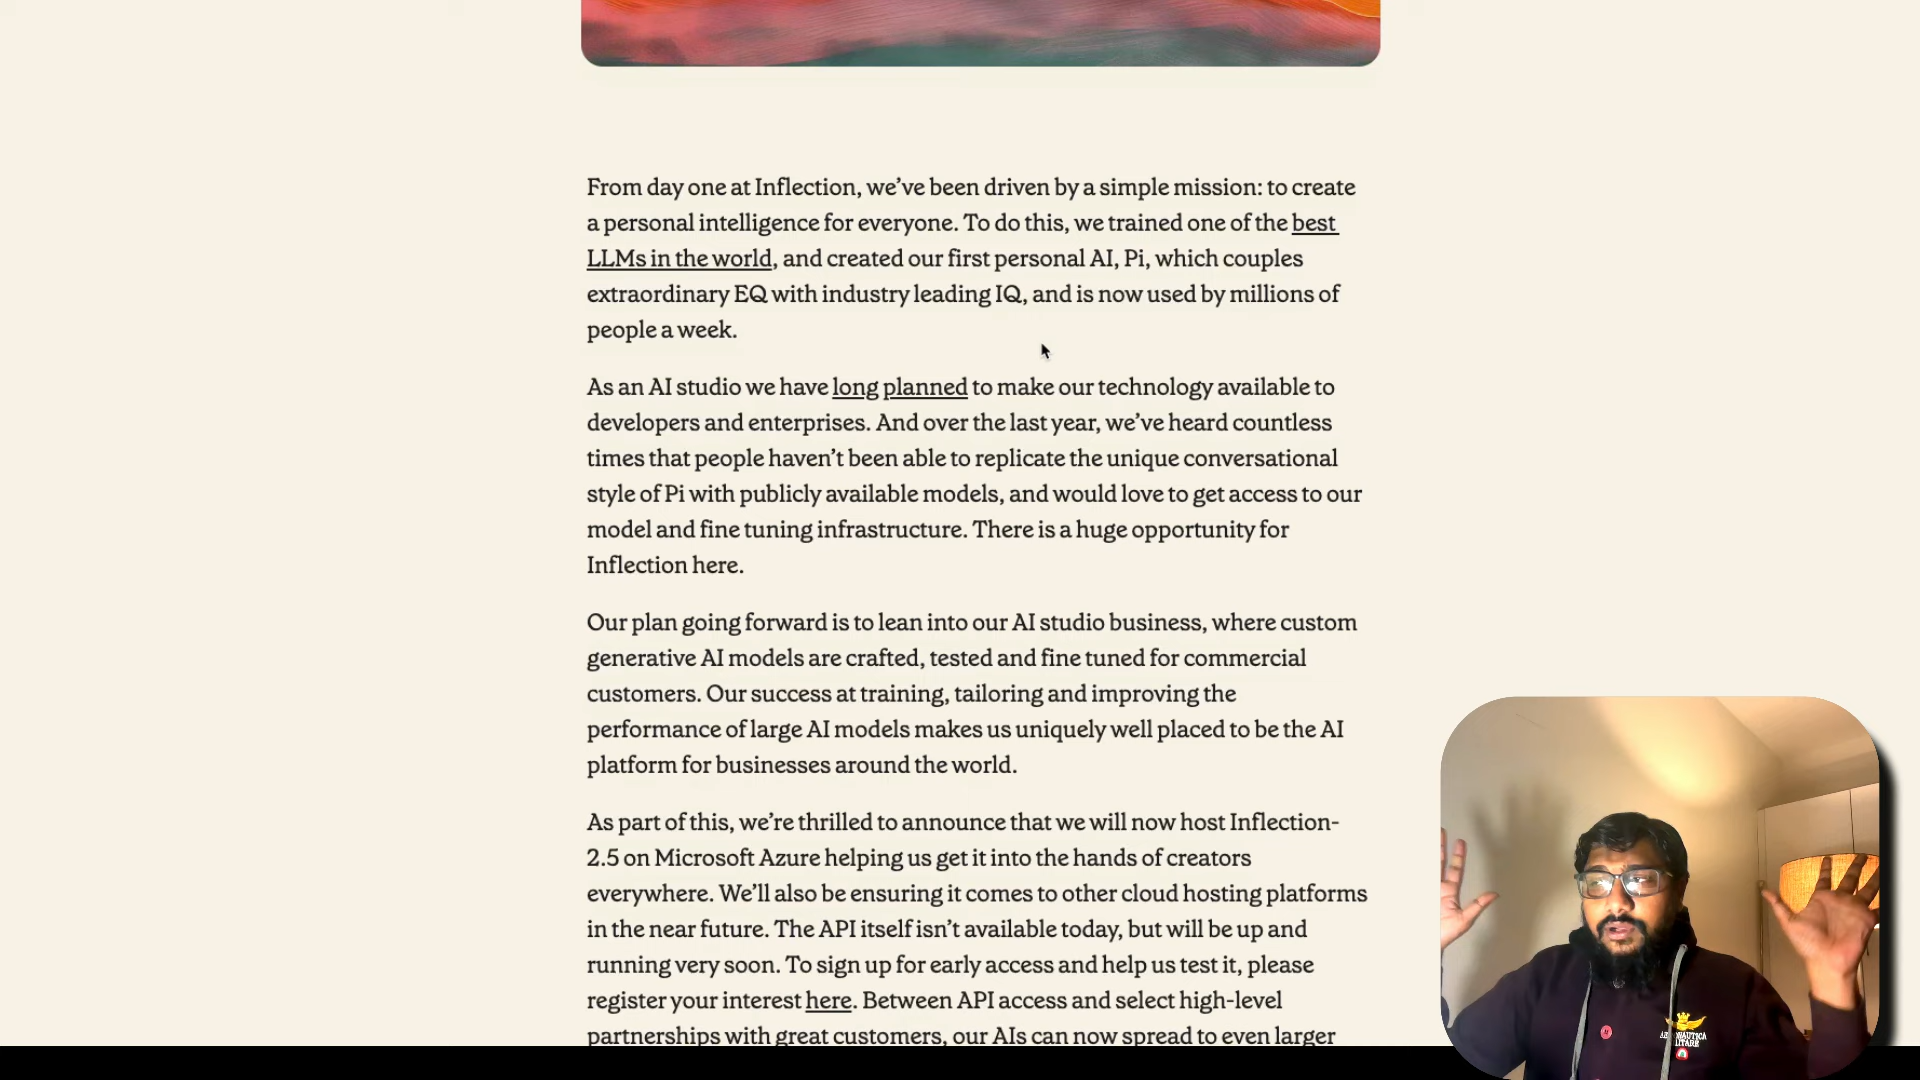 From day one at Inflection, we’ve been driven by a simple mission: to create
a personal intelligence for everyone. To do this, we trained one of the best
LLMs in the world, and created our first personal AI, Pi, which couples
extraordinary EQ with industry leading IQ, and is now used by millions of
people a week.
As an AI studio we have long planned to make our technology available to
developers and enterprises. And over the last year, we’ve heard countless
times that people haven’t been able to replicate the unique conversational
style of Pi with publicly available models, and would love to get access to our
model and fine tuning infrastructure. There is a huge opportunity for
Inflection here.
Our plan going forward is to lean into our AI studio business, where custom
generative AI models are crafted, tested and fine tuned for commercial
customers. Our success at training, tailoring and improving the
performance of large AI models makes us uniquely well placed to be the AI
platform for businesses around the world.
As part of this, we’re thrilled to announce that we will now host Inflection-
2.5 on Microsoft Azure helping us get it into the hands of creators
everywhere. We’ll also be ensuring it comes to other cloud hosting platforms
in the near future. The API itself isn’t available today, but will be up and
running very soon. To sign up for early access and help us test it, please
register your interest here. Between API access and select high-level
partnerships with great customers, our AIs can now spread to even larger